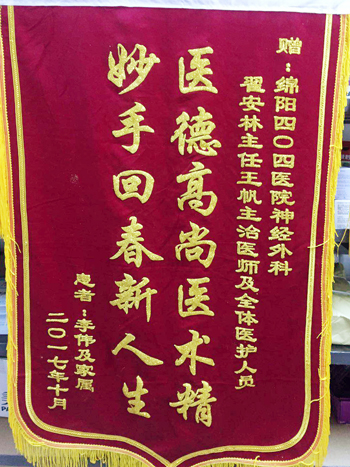 赠：绵阳四〇四医院神经外科
翟安林主任王帆主治医师及全体医护人员
医德高尚医术精
妙手回春新人生
患者：李伟及家属
二〇一七年十月